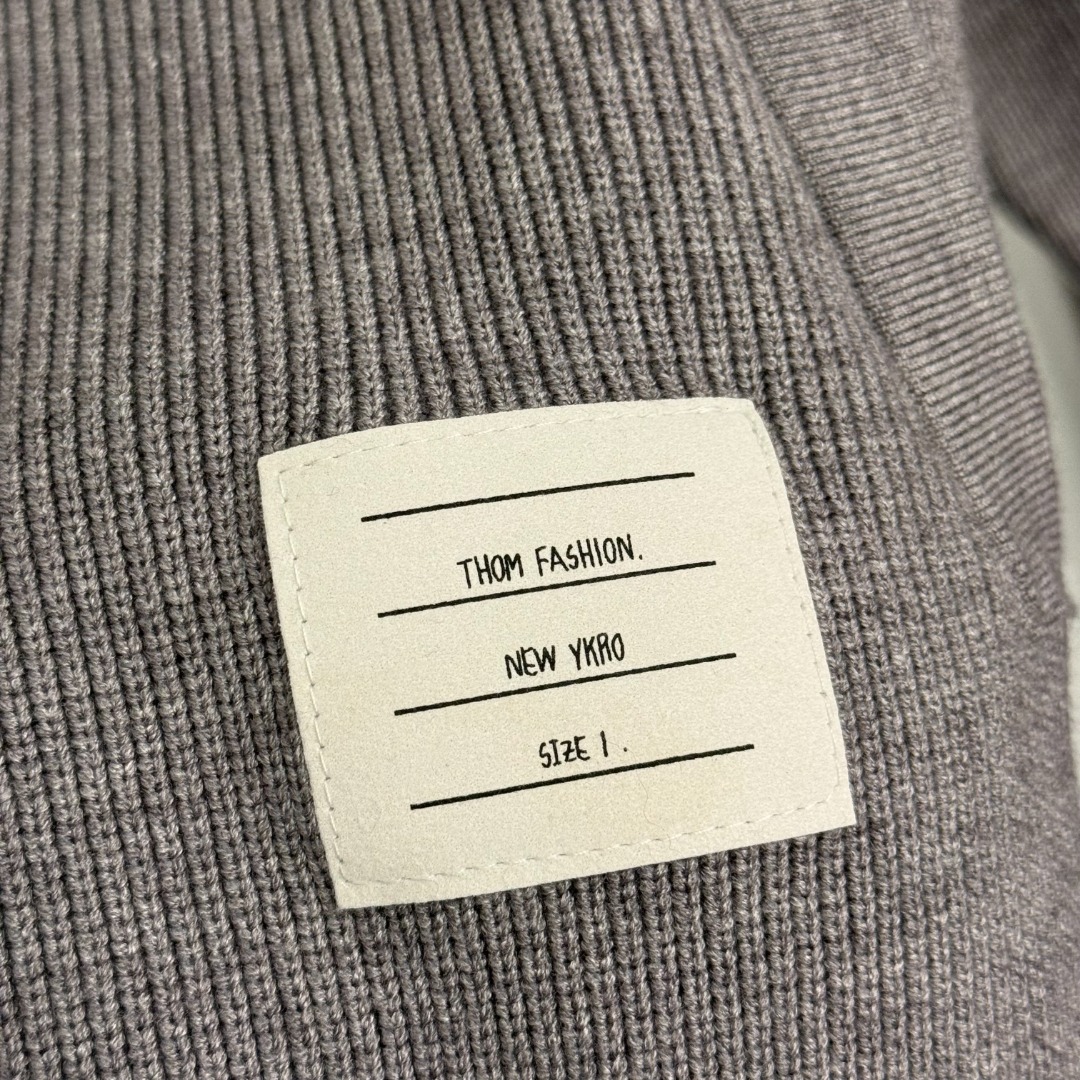 THOM FASHION.
NEW YKRO
SIZE 1 .